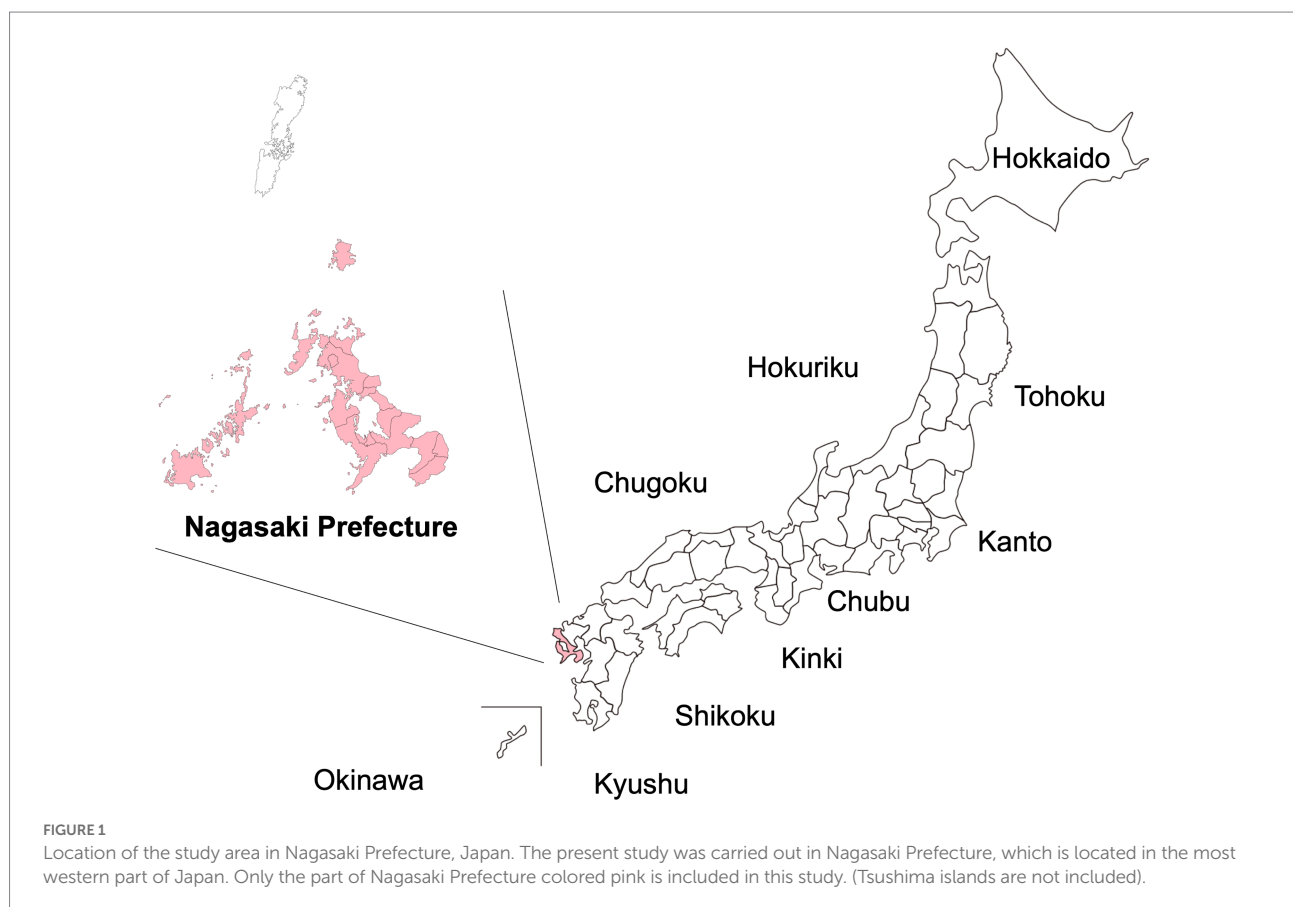 Hokkaido
Hokuriku
Tohoku
Chugoku
Nagasaki Prefecture
Kanto
Chubu
Kinki
Shikoku
Okinawa
Kyushu
FIGURE 1
Location of the study area in Nagasaki Prefecture, Japan. The present study was carried out in Nagasaki Prefecture, which is located in the most
western part of Japan. Only the part of Nagasaki Prefecture colored pink is included in this study. (Tsushima islands are not included).